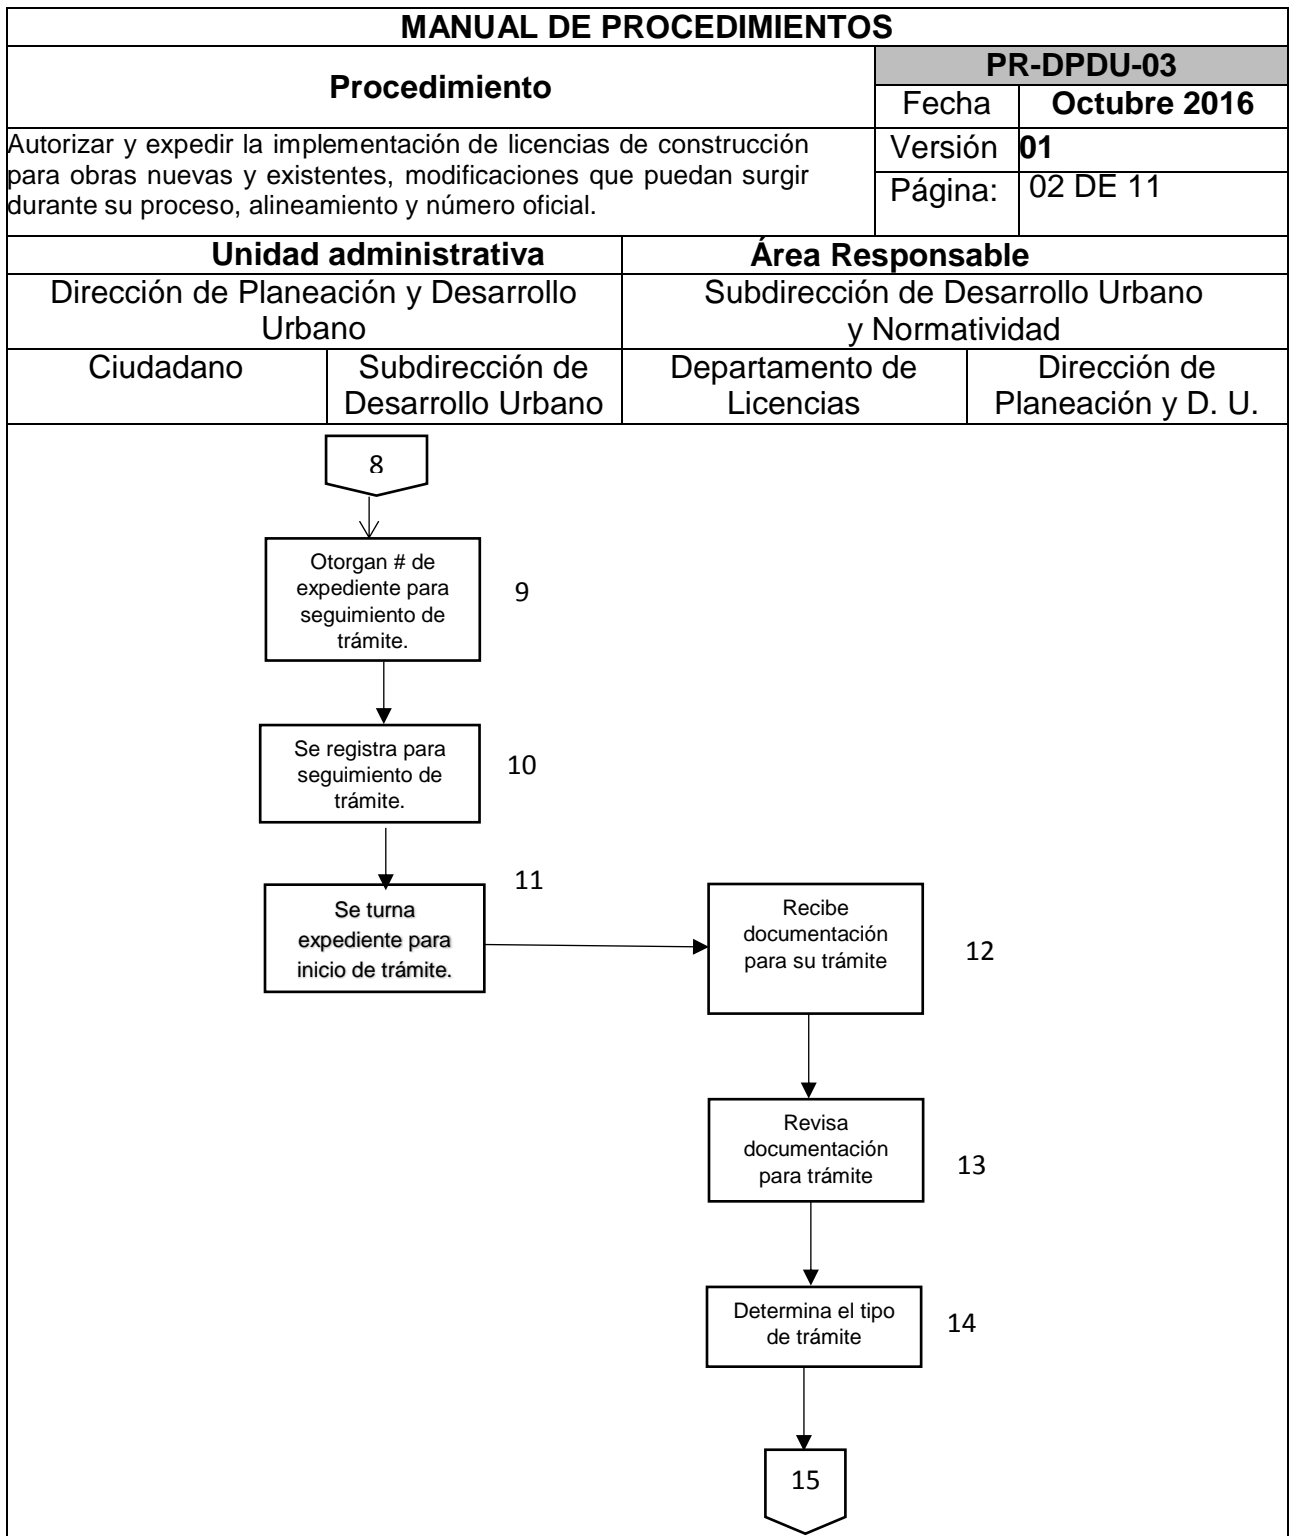 MANUAL DE PROCEDIMIENTOS
Procedimiento
PR-DPDU-03
Fecha
Octubre 2016
Autorizar y expedir la implementación de licencias de construcción
para obras nuevas y existentes, modificaciones que puedan surgir
durante su proceso, alineamiento y número oficial.
Versión
01
Página:
02 DE 11
Unidad administrativa
Área Responsable
Dirección de Planeación y Desarrollo
Urbano
Subdirección de Desarrollo Urbano
y Normatividad
Ciudadano
Subdirección de
Desarrollo Urbano
Departamento de
Licencias
Dirección de
Planeación y D. U.
8
Otorgan # de
expediente para
seguimiento de
trámite.
9
Se registra para
seguimiento de
trámite.
10
11
Se turna
expediente para
inicio de trámite.
Recibe
documentación
para su trámite
12
Revisa
documentación
para trámite
13
Determina el tipo
de trámite
14
15